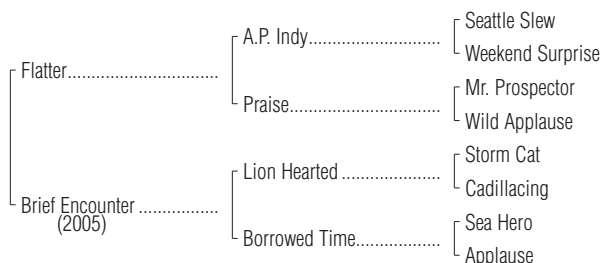 Seattle Slew
A.P. Indy..................................
Weekend Surprise
Flatter.......................................
Mr. Prospector
Praise.......................................
Wild Applause
Storm Cat
Lion Hearted .........................
Cadillacing
Brief Encounter ....................
(2005)
Sea Hero
Borrowed Time......................
Applause